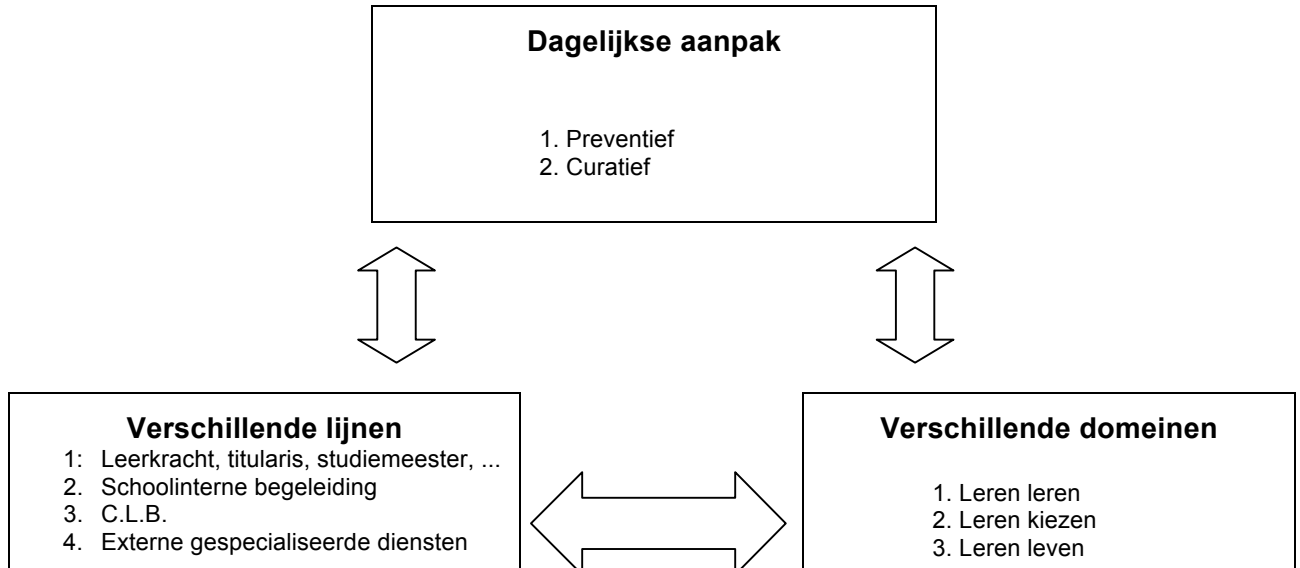 Dagelijkse aanpak
1. Preventief
2. Curatief
Verschillende lijnen
1: Leerkracht, titularis, studiemeester, ...
2. Schoolinterne begeleiding
3. C.L.B.
4. Externe gespecialiseerde diensten
Verschillende domeinen
1. Leren leren
2. Leren kiezen
3. Leren leven